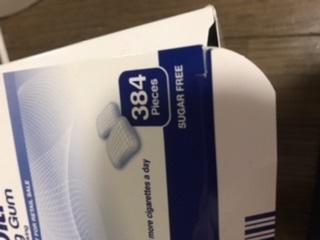 384
Pieces
SUGAR FREE
more cigarettes a day
Gum
FOR RETAIL SALE